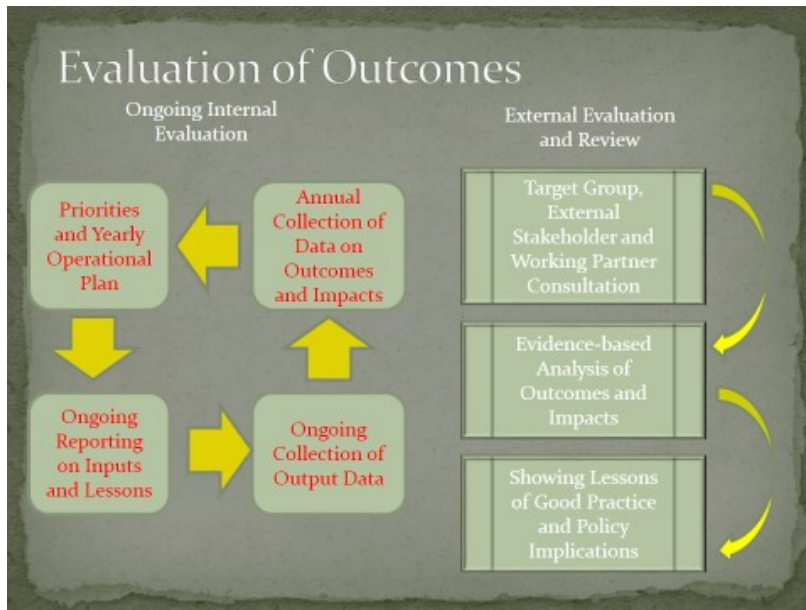 Evaluation of Outcomes
Ongoing Internal
Evaluation
Priorities
and Yearly
Operational
Plan
Annual
Collection of
Data on
Outcomes
and Impacts
Ongoing
Reporting
on Inputs
and Lessons
Ongoing
Collection of
Output Data
External Evaluation
and Review
Target Group,
External
Stakeholder and
Working Partner
Consultation
Evidence-based
Analysis of
Outcomes and
Impacts
Showing Lessons
of Good Practice
and Policy
Implications